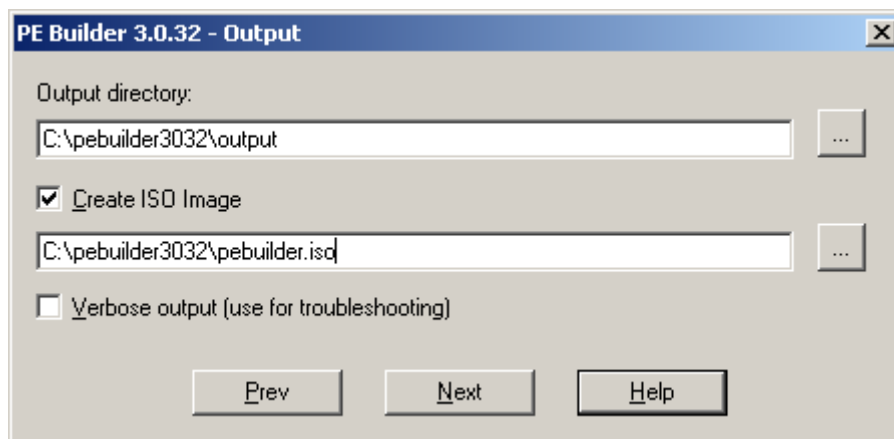 PE Builder 3.0.32 - Output
Output directory:
C:\pebuilder3032\output
...
Create ISO Image
C:\pebuilder3032\pebuilder.iso
...
Verbose output (use for troubleshooting)
Prev Next Help